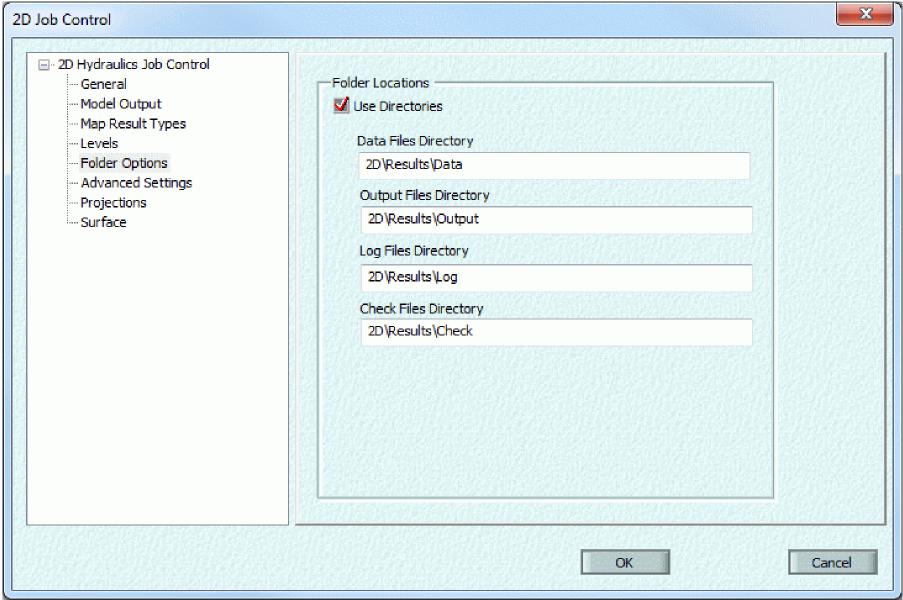 2D Job Control
2D Hydraulics Job Control
General
Model Output
Map Result Types
Levels
Folder Options
Advanced Settings
Projections
Surface
Folder Locations
Use Directories
Data Files Directory
2D\Results\Data
Output Files Directory
2D\Results\Output
Log Files Directory
2D\Results\Log
Check Files Directory
2D\Results\Check
OK
Cancel